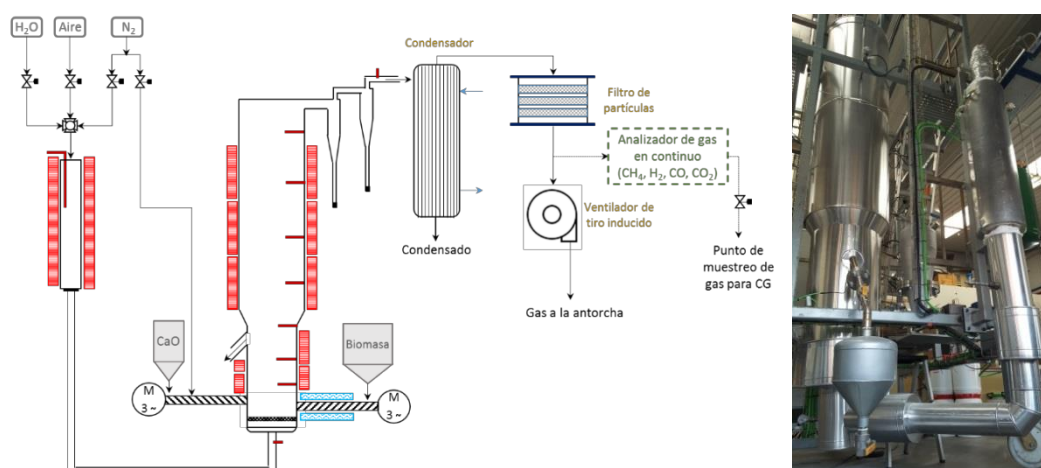 H₂O
Aire
N₂
Condensador
Filtro de
partículas
Analizador de gas
en continuo
(CH₄, H₂, CO, CO₂)
Ventilador de
tiro inducido
Condensado
Punto de
muestreo de
gas para CG
Gas a la antorcha
CaO
Biomasa
M
3 ~
M
3 ~